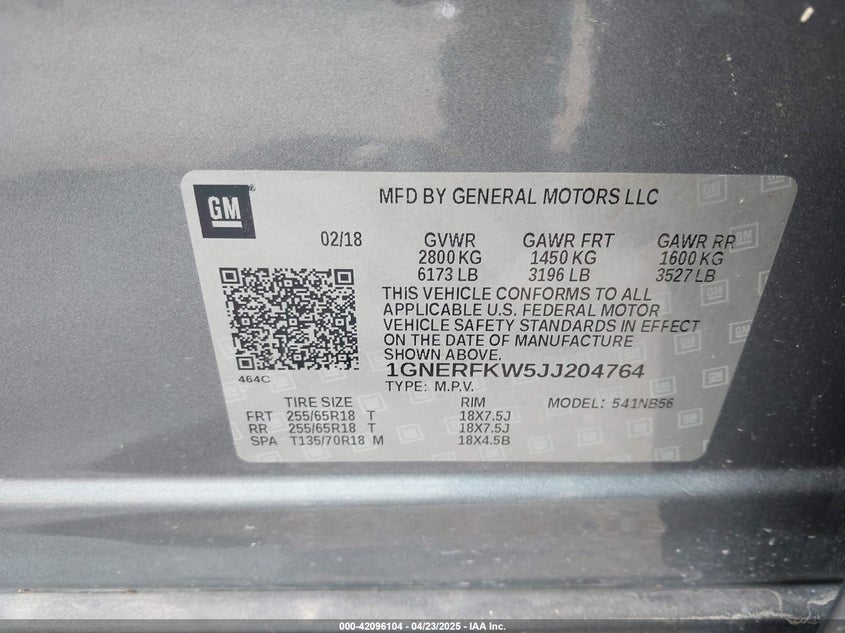 GM
MFD BY GENERAL MOTORS LLC
02/18 GVWR GAWR FRT GAWR RR
2800 KG 1450 KG 1600 KG
6173 LB 3196 LB 3527 LB
THIS VEHICLE CONFORMS TO ALL
APPLICABLE U.S. FEDERAL MOTOR
VEHICLE SAFETY STANDARDS IN EFFECT
ON THE DATE OF MANUFACTURE
SHOWN ABOVE.
464C
1GNERFKW5JJ204764
TYPE: M.P.V.
TIRE SIZE RIM MODEL: 541NB56
FRT 255/65R18 T 18X7.5J
RR 255/65R18 T 18X7.5J
SPA T135/70R18 M 18X4.5B
000-42096104 - 04/23/2025 - IAA Inc.